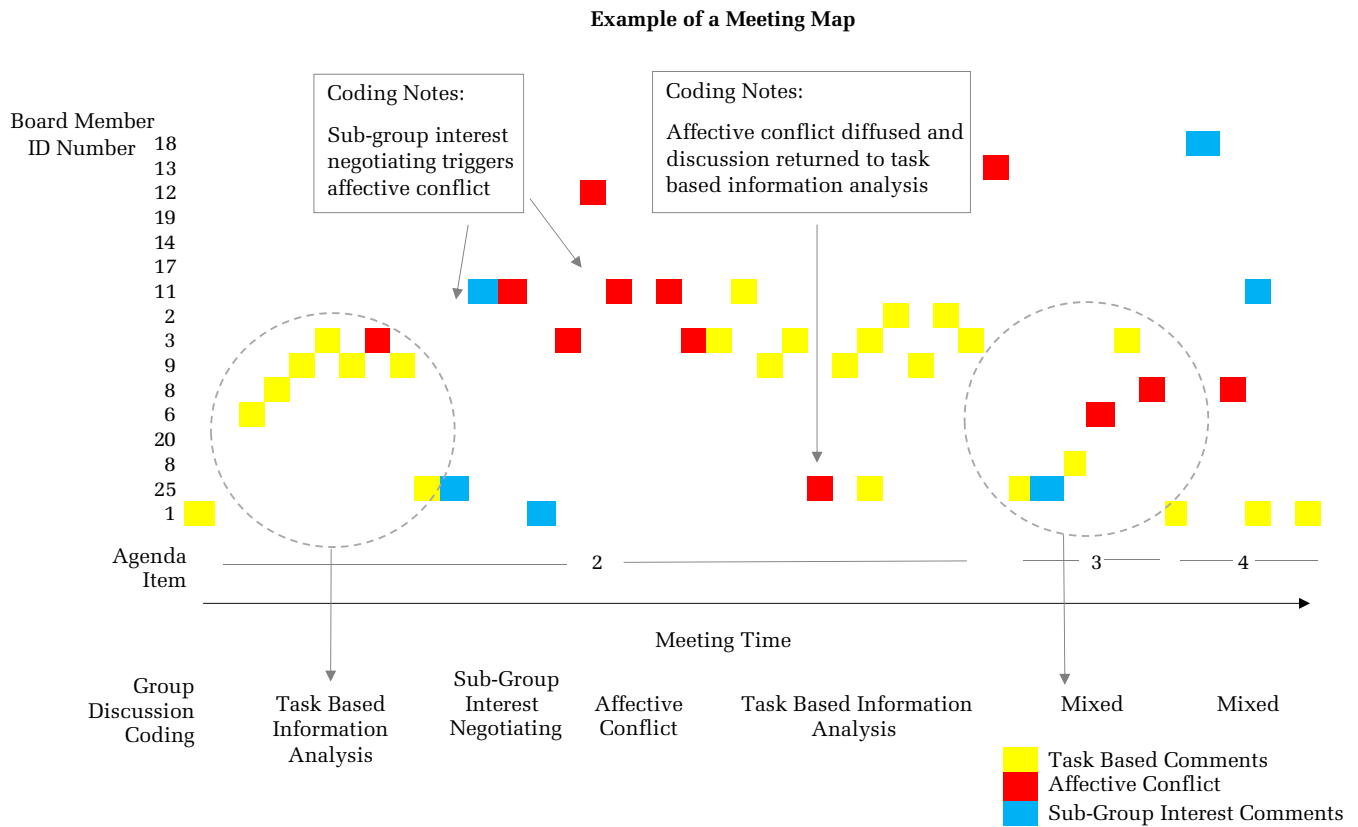 Example of a Meeting Map
Coding Notes:
Sub-group interest
negotiating triggers
affective conflict
Coding Notes:
Affective conflict diffused and
discussion returned to task
based information analysis
Board Member
ID Number
18
13
12
19
14
17
11
2
3
9
8
6
20
8
25
1
Agenda
Item
2
3
4
Meeting Time
Group
Discussion
Coding
Task Based
Information
Analysis
Sub-Group
Interest
Negotiating
Affective
Conflict
Task Based Information
Analysis
Mixed
Mixed
Task Based Comments
Affective Conflict
Sub-Group Interest Comments